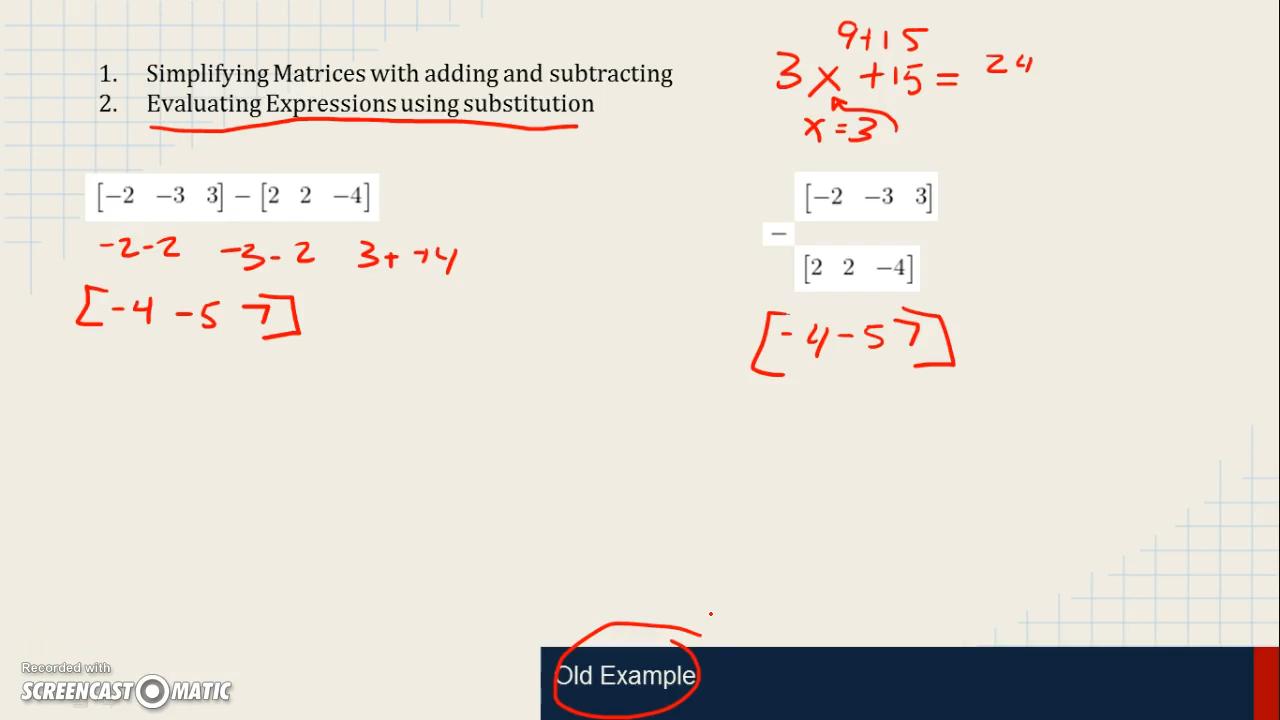 1. Simplifying Matrices with adding and subtracting
2. Evaluating Expressions using substitution
9+15
3x +15 = 24
x = 3
[−2 −3 3] − [2 2 −4]
-2-2 -3-2 3+ +4
[-4 -5 7]
[−2 −3 3]
−
[2 2 −4]
[-4 -5 7]
Old Example
Recorded with
SCREENCAST MATIC